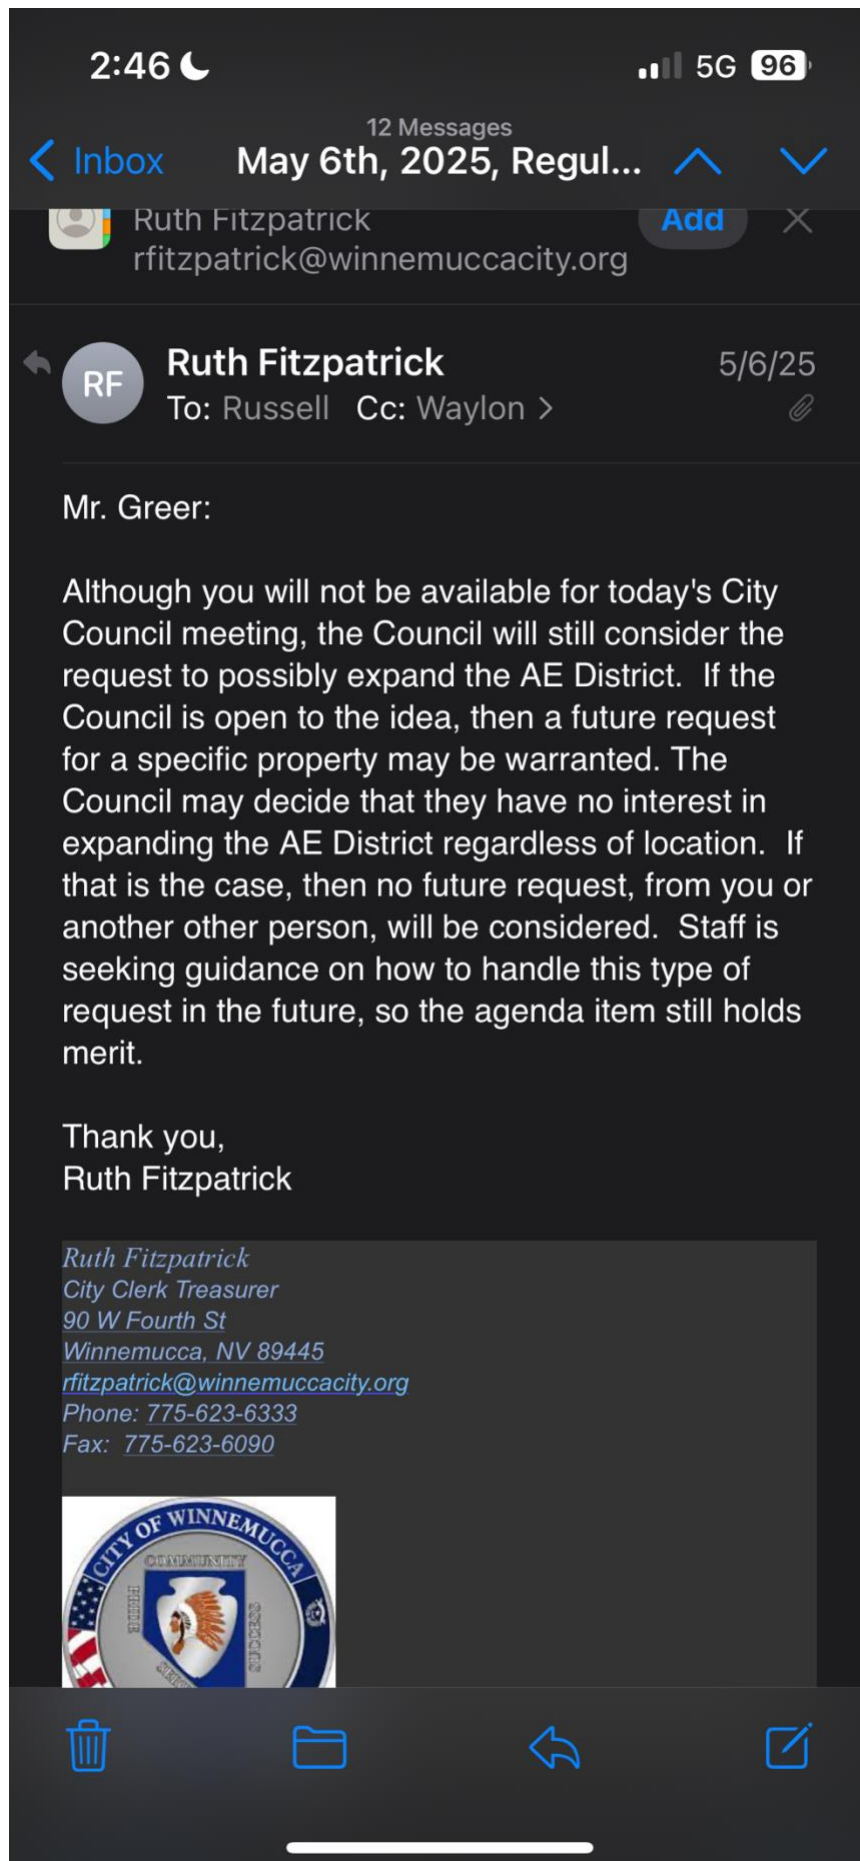 2:46
5G 96
12 Messages
Inbox
May 6th, 2025, Regul...
Ruth Fitzpatrick
Add
rfitzpatrick@winnemuccacity.org
RF
Ruth Fitzpatrick
5/6/25
To: Russell Cc: Waylon >
Mr. Greer:
Although you will not be available for today's City
Council meeting, the Council will still consider the
request to possibly expand the AE District.  If the
Council is open to the idea, then a future request
for a specific property may be warranted. The
Council may decide that they have no interest in
expanding the AE District regardless of location.  If
that is the case, then no future request, from you or
another other person, will be considered.  Staff is
seeking guidance on how to handle this type of
request in the future, so the agenda item still holds
merit.
Thank you,
Ruth Fitzpatrick
Ruth Fitzpatrick
City Clerk Treasurer
90 W Fourth St
Winnemucca, NV 89445
rfitzpatrick@winnemuccacity.org
Phone: 775-623-6333
Fax:  775-623-6090
CITY OF WINNEMUCCA
COMMUNITY
PRIDE
SUCCESS